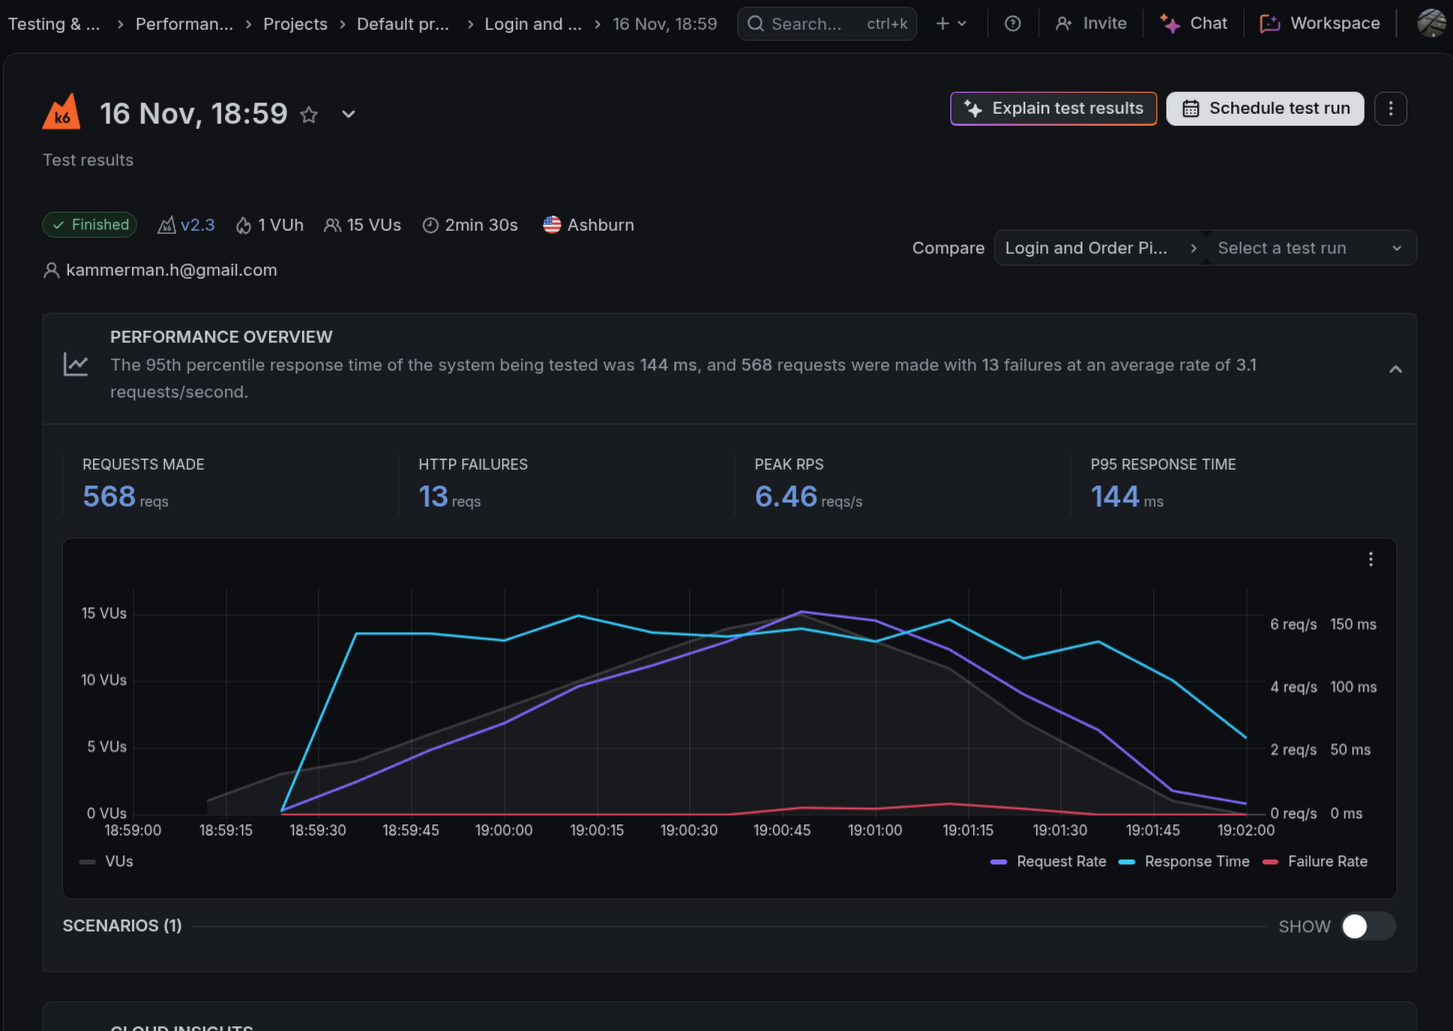 Testing & ... > Performan... > Projects > Default pr... > Login and ... > 16 Nov, 18:59 Search... ctrl+k Invite Chat Workspace
k6 16 Nov, 18:59 Explain test results Schedule test run
Test results
Finished k6 v2.3 1 VUh 15 VUs 2min 30s Ashburn
Compare Login and Order Pi... > Select a test run
kammerman.h@gmail.com
PERFORMANCE OVERVIEW
The 95th percentile response time of the system being tested was 144 ms, and 568 requests were made with 13 failures at an average rate of 3.1
requests/second.
REQUESTS MADE HTTP FAILURES PEAK RPS P95 RESPONSE TIME
568 reqs 13 reqs 6.46 reqs/s 144 ms
15 VUs 6 req/s 150 ms
10 VUs 4 req/s 100 ms
5 VUs 2 req/s 50 ms
0 VUs 0 req/s 0 ms
18:59:00 18:59:15 18:59:30 18:59:45 19:00:00 19:00:15 19:00:30 19:00:45 19:01:00 19:01:15 19:01:30 19:01:45 19:02:00
VUs Request Rate Response Time Failure Rate
SCENARIOS (1) SHOW
CLOUD INSIGHTS